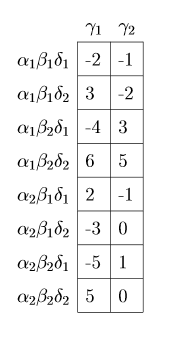 γ₁ γ₂
α₁β₁δ₁ -2 -1
α₁β₁δ₂ 3 -2
α₁β₂δ₁ -4 3
α₁β₂δ₂ 6 5
α₂β₁δ₁ 2 -1
α₂β₁δ₂ -3 0
α₂β₂δ₁ -5 1
α₂β₂δ₂ 5 0